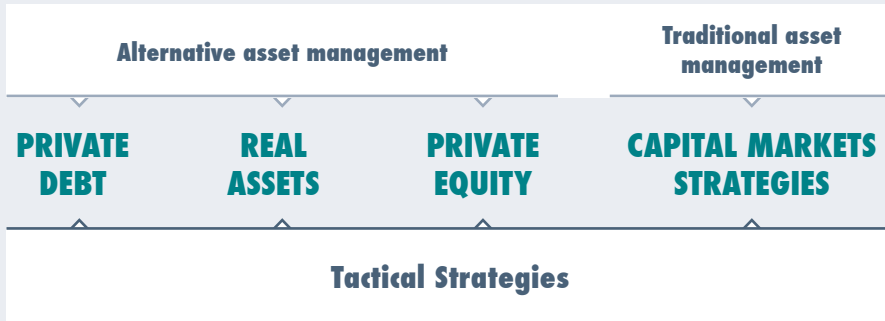 Alternative asset management
Traditional asset
management
PRIVATE
DEBT
REAL
ASSETS
PRIVATE
EQUITY
CAPITAL MARKETS
STRATEGIES
Tactical Strategies